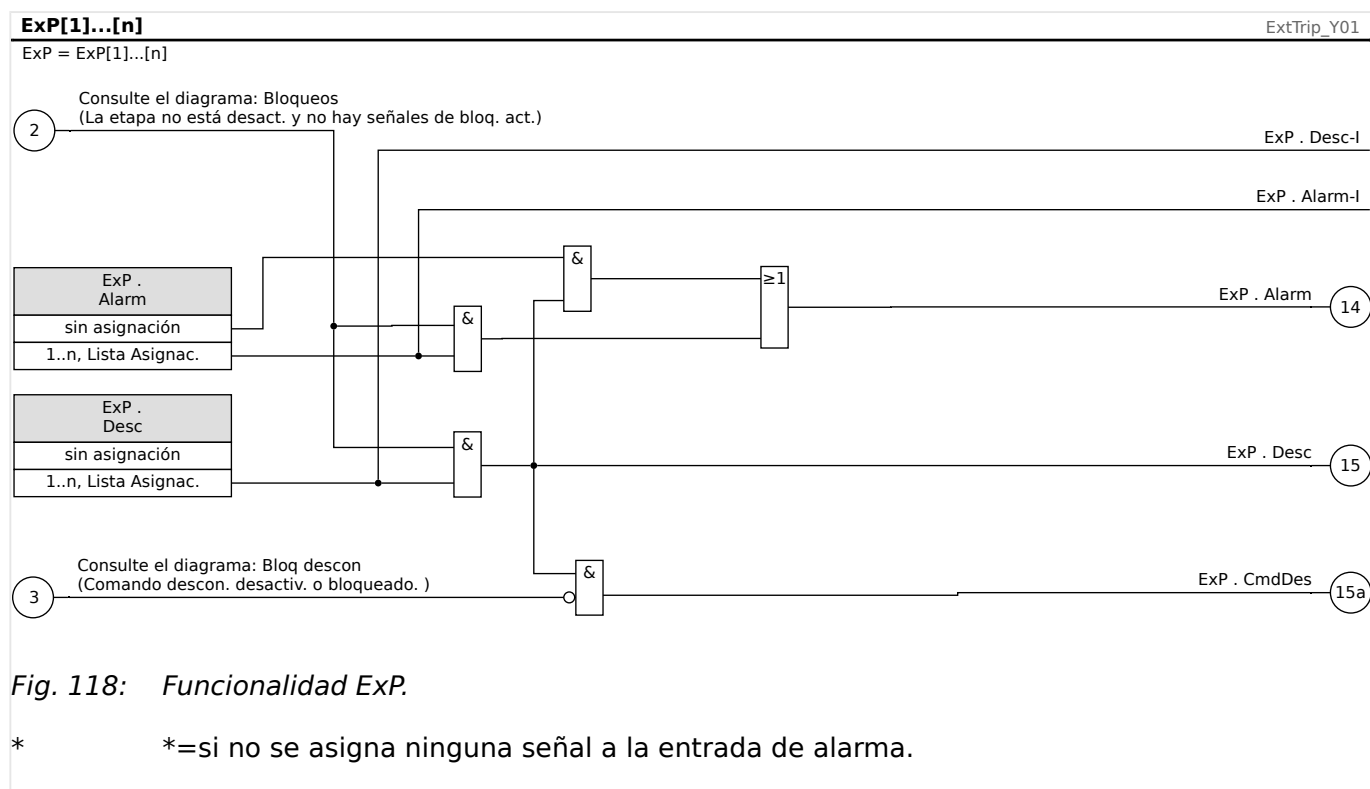 ExP[1]...[n]
ExtTrip_Y01
ExP = ExP[1]...[n]
Consulte el diagrama: Bloqueos
(La etapa no está desact. y no hay señales de bloq. act.)
2
ExP . Desc-I
ExP . Alarm-I
&
ExP .
Alarm
sin asignación
1..n, Lista Asignac.
≥1
ExP . Alarm
14
&
ExP .
Desc
sin asignación
1..n, Lista Asignac.
&
ExP . Desc
15
Consulte el diagrama: Bloq descon
(Comando descon. desactiv. o bloqueado. )
3
&
ExP . CmdDes
15a
Fig. 118: Funcionalidad ExP.
* *=si no se asigna ninguna señal a la entrada de alarma.